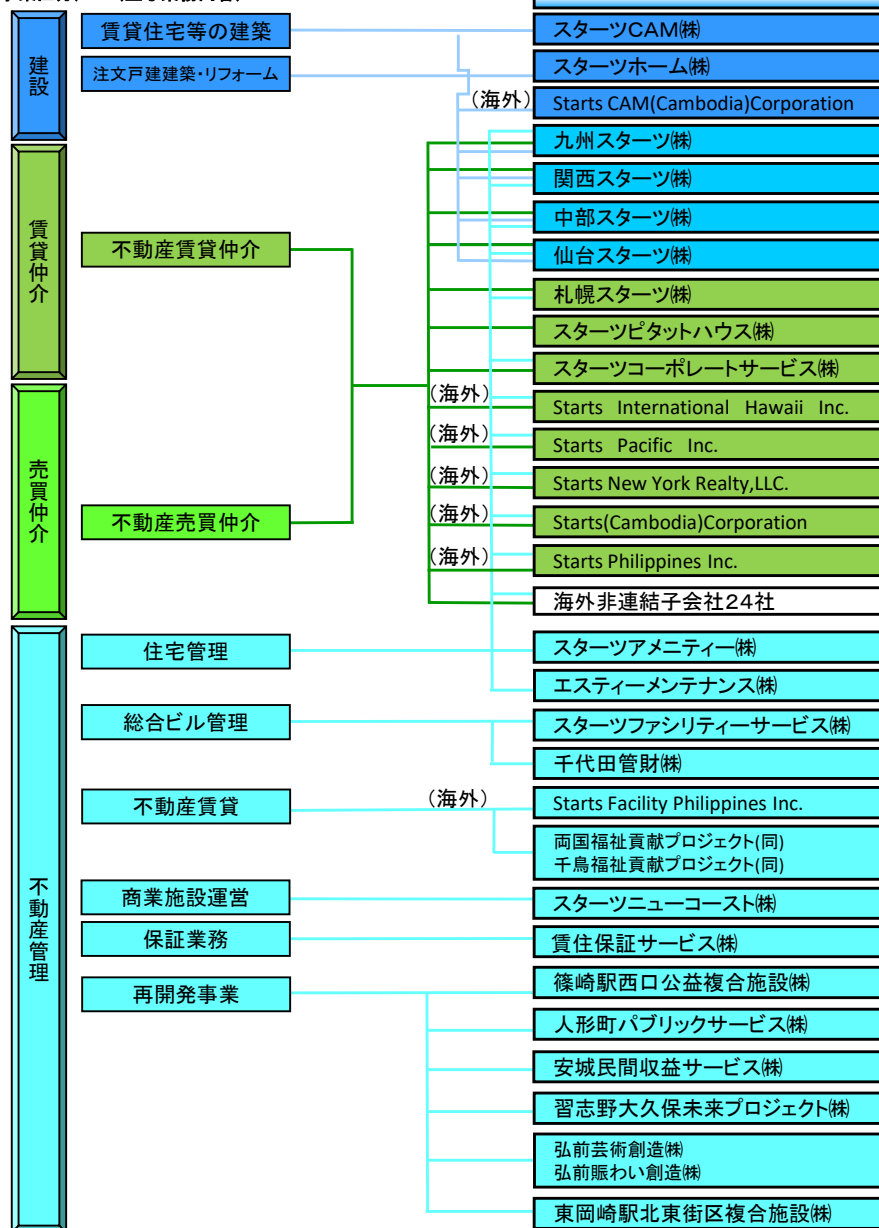 建設
賃貸住宅等の建築
注文戸建建築・リフォーム
スターツCAM㈱
スターツホーム㈱
(海外)
Starts CAM(Cambodia)Corporation
九州スターツ㈱
関西スターツ㈱
中部スターツ㈱
仙台スターツ㈱
賃貸仲介
不動産賃貸仲介
札幌スターツ㈱
スターツピタットハウス㈱
スターツコーポレートサービス㈱
売買仲介
不動産売買仲介
(海外)
Starts International Hawaii Inc.
(海外)
Starts Pacific Inc.
(海外)
Starts New York Realty,LLC.
(海外)
Starts(Cambodia)Corporation
(海外)
Starts Philippines Inc.
海外非連結子会社24社
不動産管理
住宅管理
スターツアメニティー㈱
エスティーメンテナンス㈱
総合ビル管理
スターツファシリティーサービス㈱
千代田管財㈱
不動産賃貸
(海外)
Starts Facility Philippines Inc.
両国福祉貢献プロジェクト(同)
千鳥福祉貢献プロジェクト(同)
商業施設運営
スターツニューコースト㈱
保証業務
賃住保証サービス㈱
再開発事業
篠崎駅西口公益複合施設㈱
人形町パブリックサービス㈱
安城民間収益サービス㈱
習志野大久保未来プロジェクト㈱
弘前芸術創造㈱
弘前賑わい創造㈱
東岡崎駅北東街区複合施設㈱